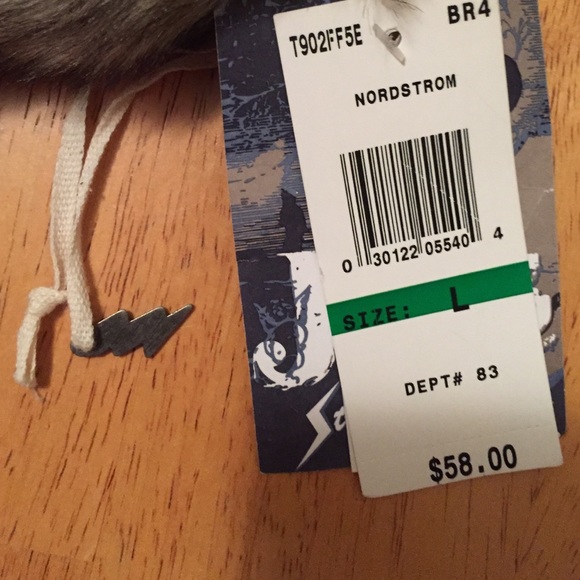 T902FF5E
BR4
NORDSTROM
0 30122 05540 4
SIZE: L
DEPT# 83
$58.00